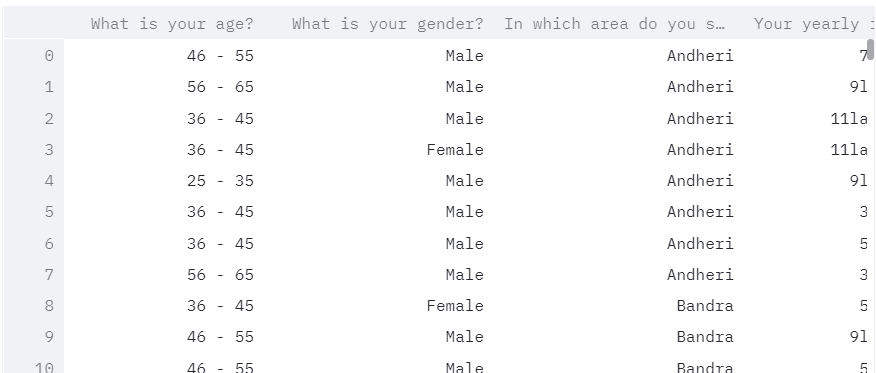 What is your age? What is your gender? In which area do you s… Your yearly i
0 46 - 55 Male Andheri 7
1 56 - 65 Male Andheri 9l
2 36 - 45 Male Andheri 11la
3 36 - 45 Female Andheri 11la
4 25 - 35 Male Andheri 9l
5 36 - 45 Male Andheri 3
6 36 - 45 Male Andheri 5
7 56 - 65 Male Andheri 3
8 36 - 45 Female Bandra 5
9 46 - 55 Male Bandra 9l
10 46 - 55 Male Bandra 5